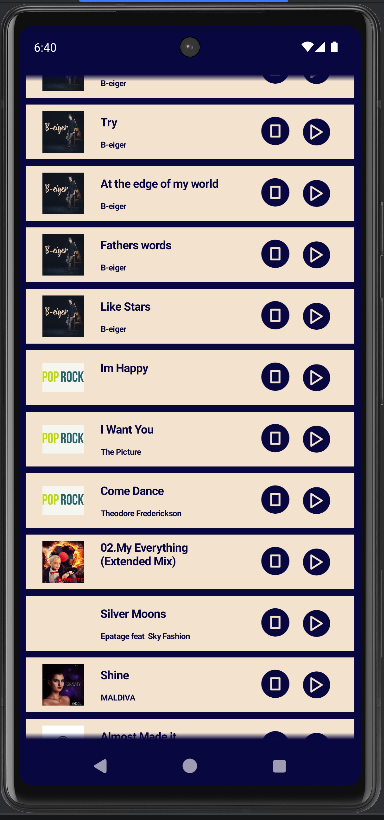 6:40
B-eiger
B-eiger
Try
B-eiger
B-eiger
At the edge of my world
B-eiger
B-eiger
Fathers words
B-eiger
B-eiger
Like Stars
B-eiger
POP ROCK
Im Happy
POP ROCK
I Want You
The Picture
POP ROCK
Come Dance
Theodore Frederickson
02.My Everything
(Extended Mix)
Silver Moons
Epatage feat Sky Fashion
Shine
MALDIVA
Almost Made it